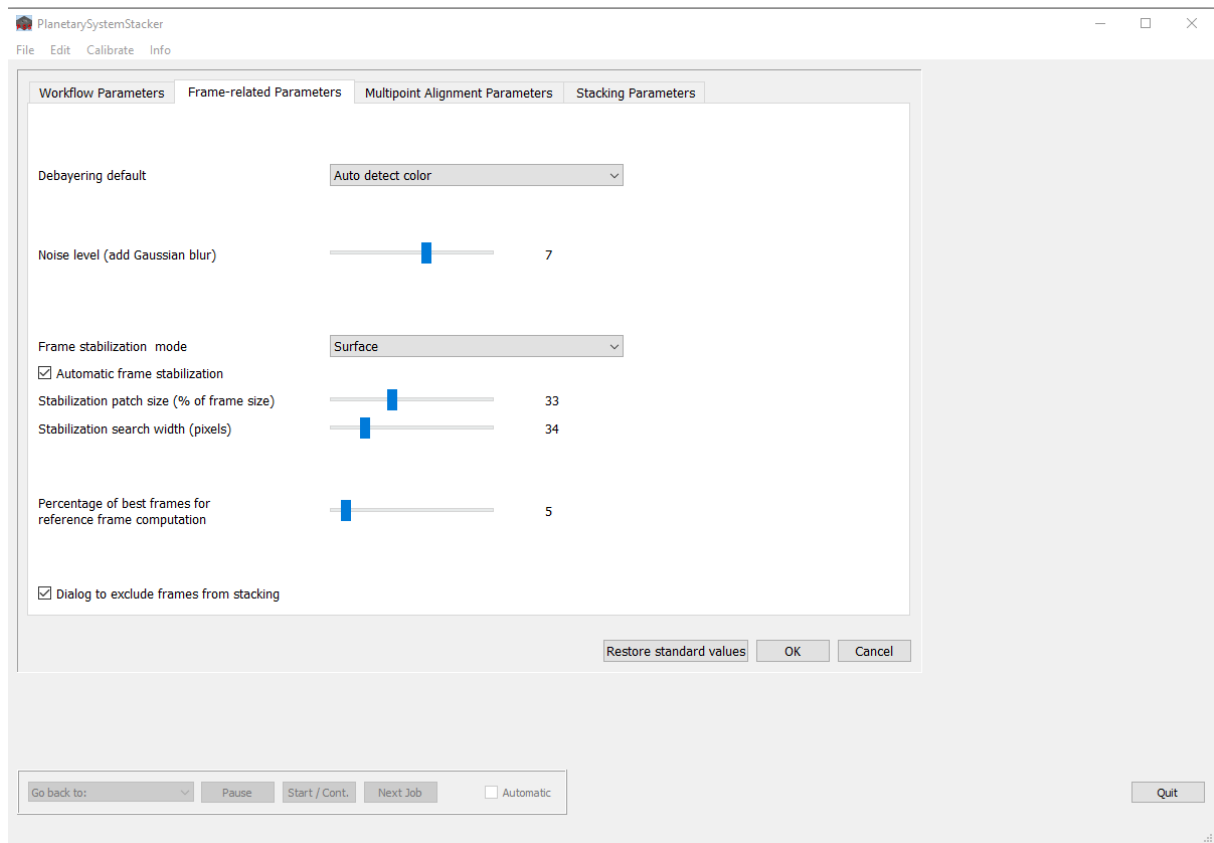 PlanetarySystemStacker
File Edit Calibrate Info
Workflow Parameters Frame-related Parameters Multipoint Alignment Parameters Stacking Parameters
Debayering default Auto detect color
Noise level (add Gaussian blur) 7
Frame stabilization mode Surface
Automatic frame stabilization
Stabilization patch size (% of frame size) 33
Stabilization search width (pixels) 34
Percentage of best frames for
reference frame computation 5
Dialog to exclude frames from stacking
Restore standard values OK Cancel
Go back to: Pause Start / Cont. Next Job Automatic Quit